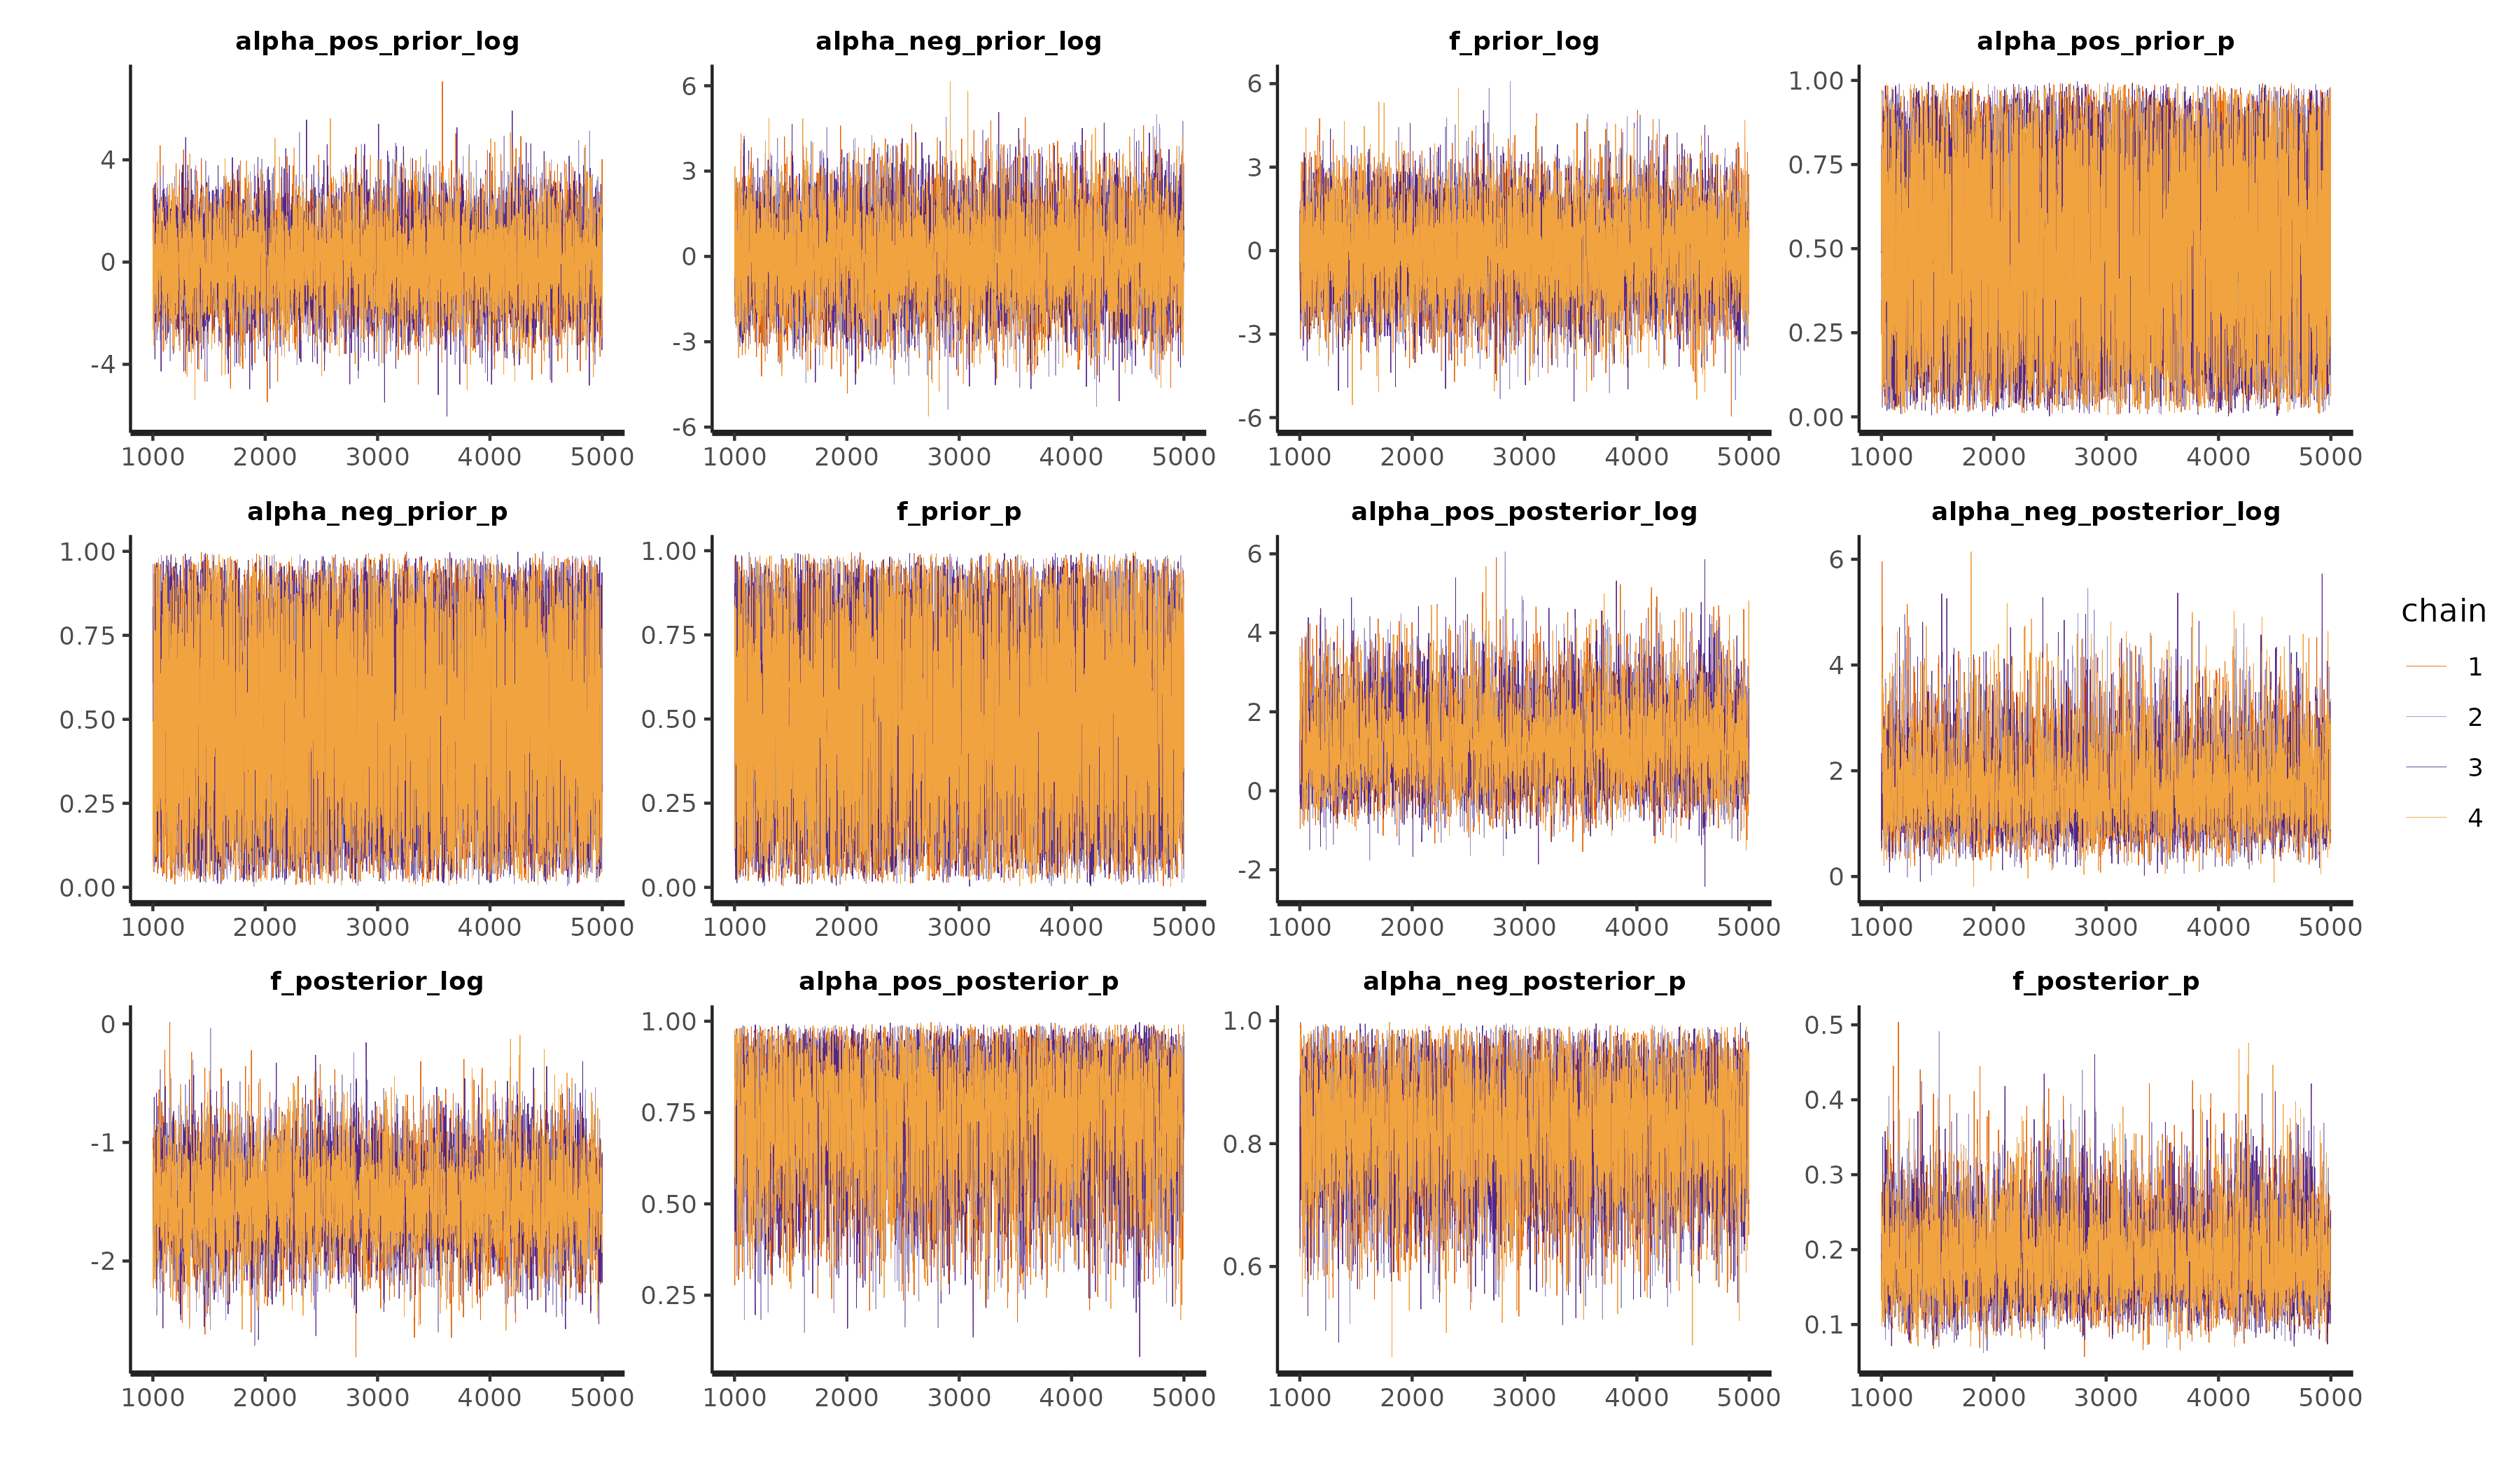 alpha_pos_prior_log
alpha_neg_prior_log
f_prior_log
alpha_pos_prior_p
4
0
-4
1000 2000 3000 4000 5000
6
3
0
-3
-6
1000 2000 3000 4000 5000
6
3
0
-3
-6
1000 2000 3000 4000 5000
1.00
0.75
0.50
0.25
0.00
1000 2000 3000 4000 5000
alpha_neg_prior_p
f_prior_p
alpha_pos_posterior_log
alpha_neg_posterior_log
1.00
0.75
0.50
0.25
0.00
1000 2000 3000 4000 5000
1.00
0.75
0.50
0.25
0.00
1000 2000 3000 4000 5000
6
4
2
0
-2
1000 2000 3000 4000 5000
6
4
2
0
1000 2000 3000 4000 5000
f_posterior_log
alpha_pos_posterior_p
alpha_neg_posterior_p
f_posterior_p
0
-1
-2
1000 2000 3000 4000 5000
1.00
0.75
0.50
0.25
1000 2000 3000 4000 5000
1.0
0.8
0.6
1000 2000 3000 4000 5000
0.5
0.4
0.3
0.2
0.1
1000 2000 3000 4000 5000
chain
1
2
3
4